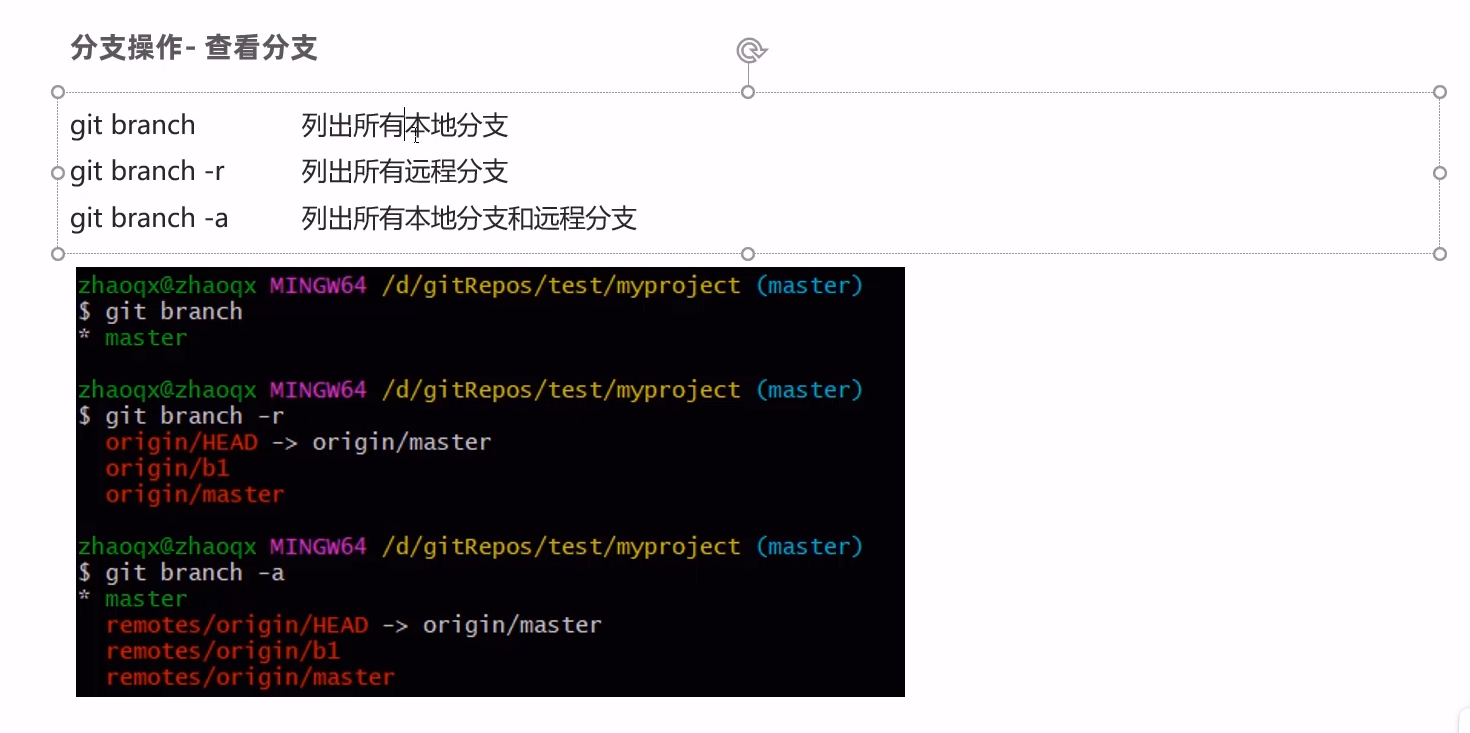 分支操作- 查看分支
git branch 列出所有本地分支
git branch -r 列出所有远程分支
git branch -a 列出所有本地分支和远程分支
zhaoqx@zhaoqx MINGW64 /d/gitRepos/test/myproject (master)
$ git branch
* master
zhaoqx@zhaoqx MINGW64 /d/gitRepos/test/myproject (master)
$ git branch -r
origin/HEAD -> origin/master
origin/b1
origin/master
zhaoqx@zhaoqx MINGW64 /d/gitRepos/test/myproject (master)
$ git branch -a
* master
remotes/origin/HEAD -> origin/master
remotes/origin/b1
remotes/origin/master